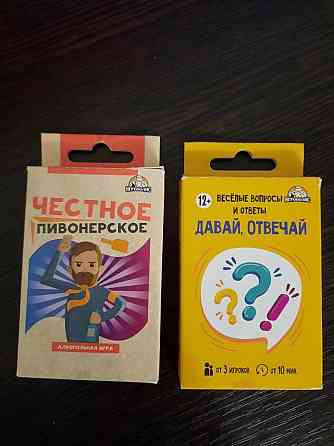 ЧЕСТНОЕ
ПИВОНЕРСКОЕ
АЛКОГОЛЬНАЯ ИГРА
12+
ВЕСЁЛЫЕ ВОПРОСЫ
И ОТВЕТЫ
ДАВАЙ, ОТВЕЧАЙ
от 3 игроков
от 10 мин.